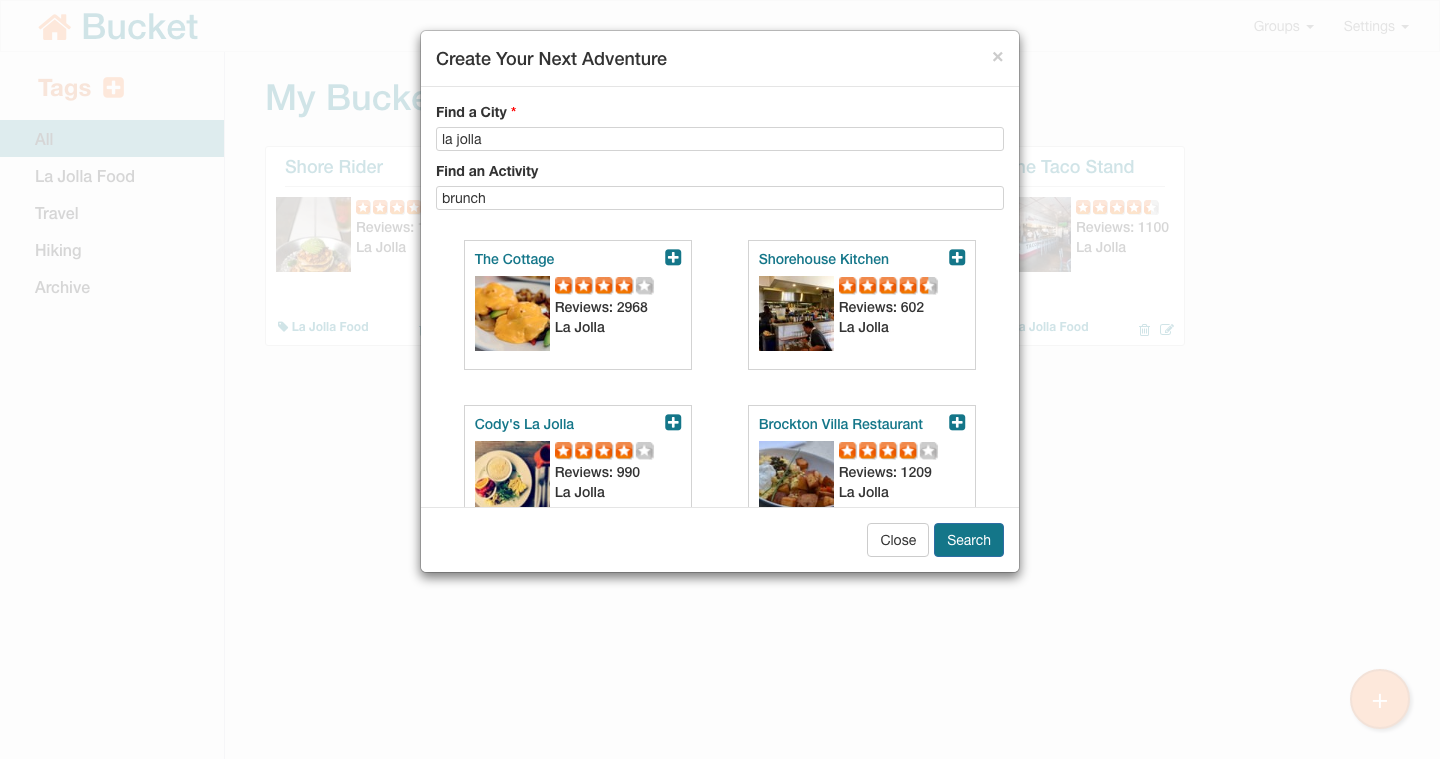 Bucket
Groups
Settings
Create Your Next Adventure
×
Tags
My Bucke
Find a City *
la jolla
Find an Activity
brunch
All
La Jolla Food
Travel
Hiking
Archive
Shore Rider
Reviews:
La Jolla
La Jolla Food
The Cottage
Reviews: 2968
La Jolla
Shorehouse Kitchen
Reviews: 602
La Jolla
Cody's La Jolla
Reviews: 990
La Jolla
Brockton Villa Restaurant
Reviews: 1209
La Jolla
ne Taco Stand
Reviews: 1100
La Jolla
a Jolla Food
Close
Search
+